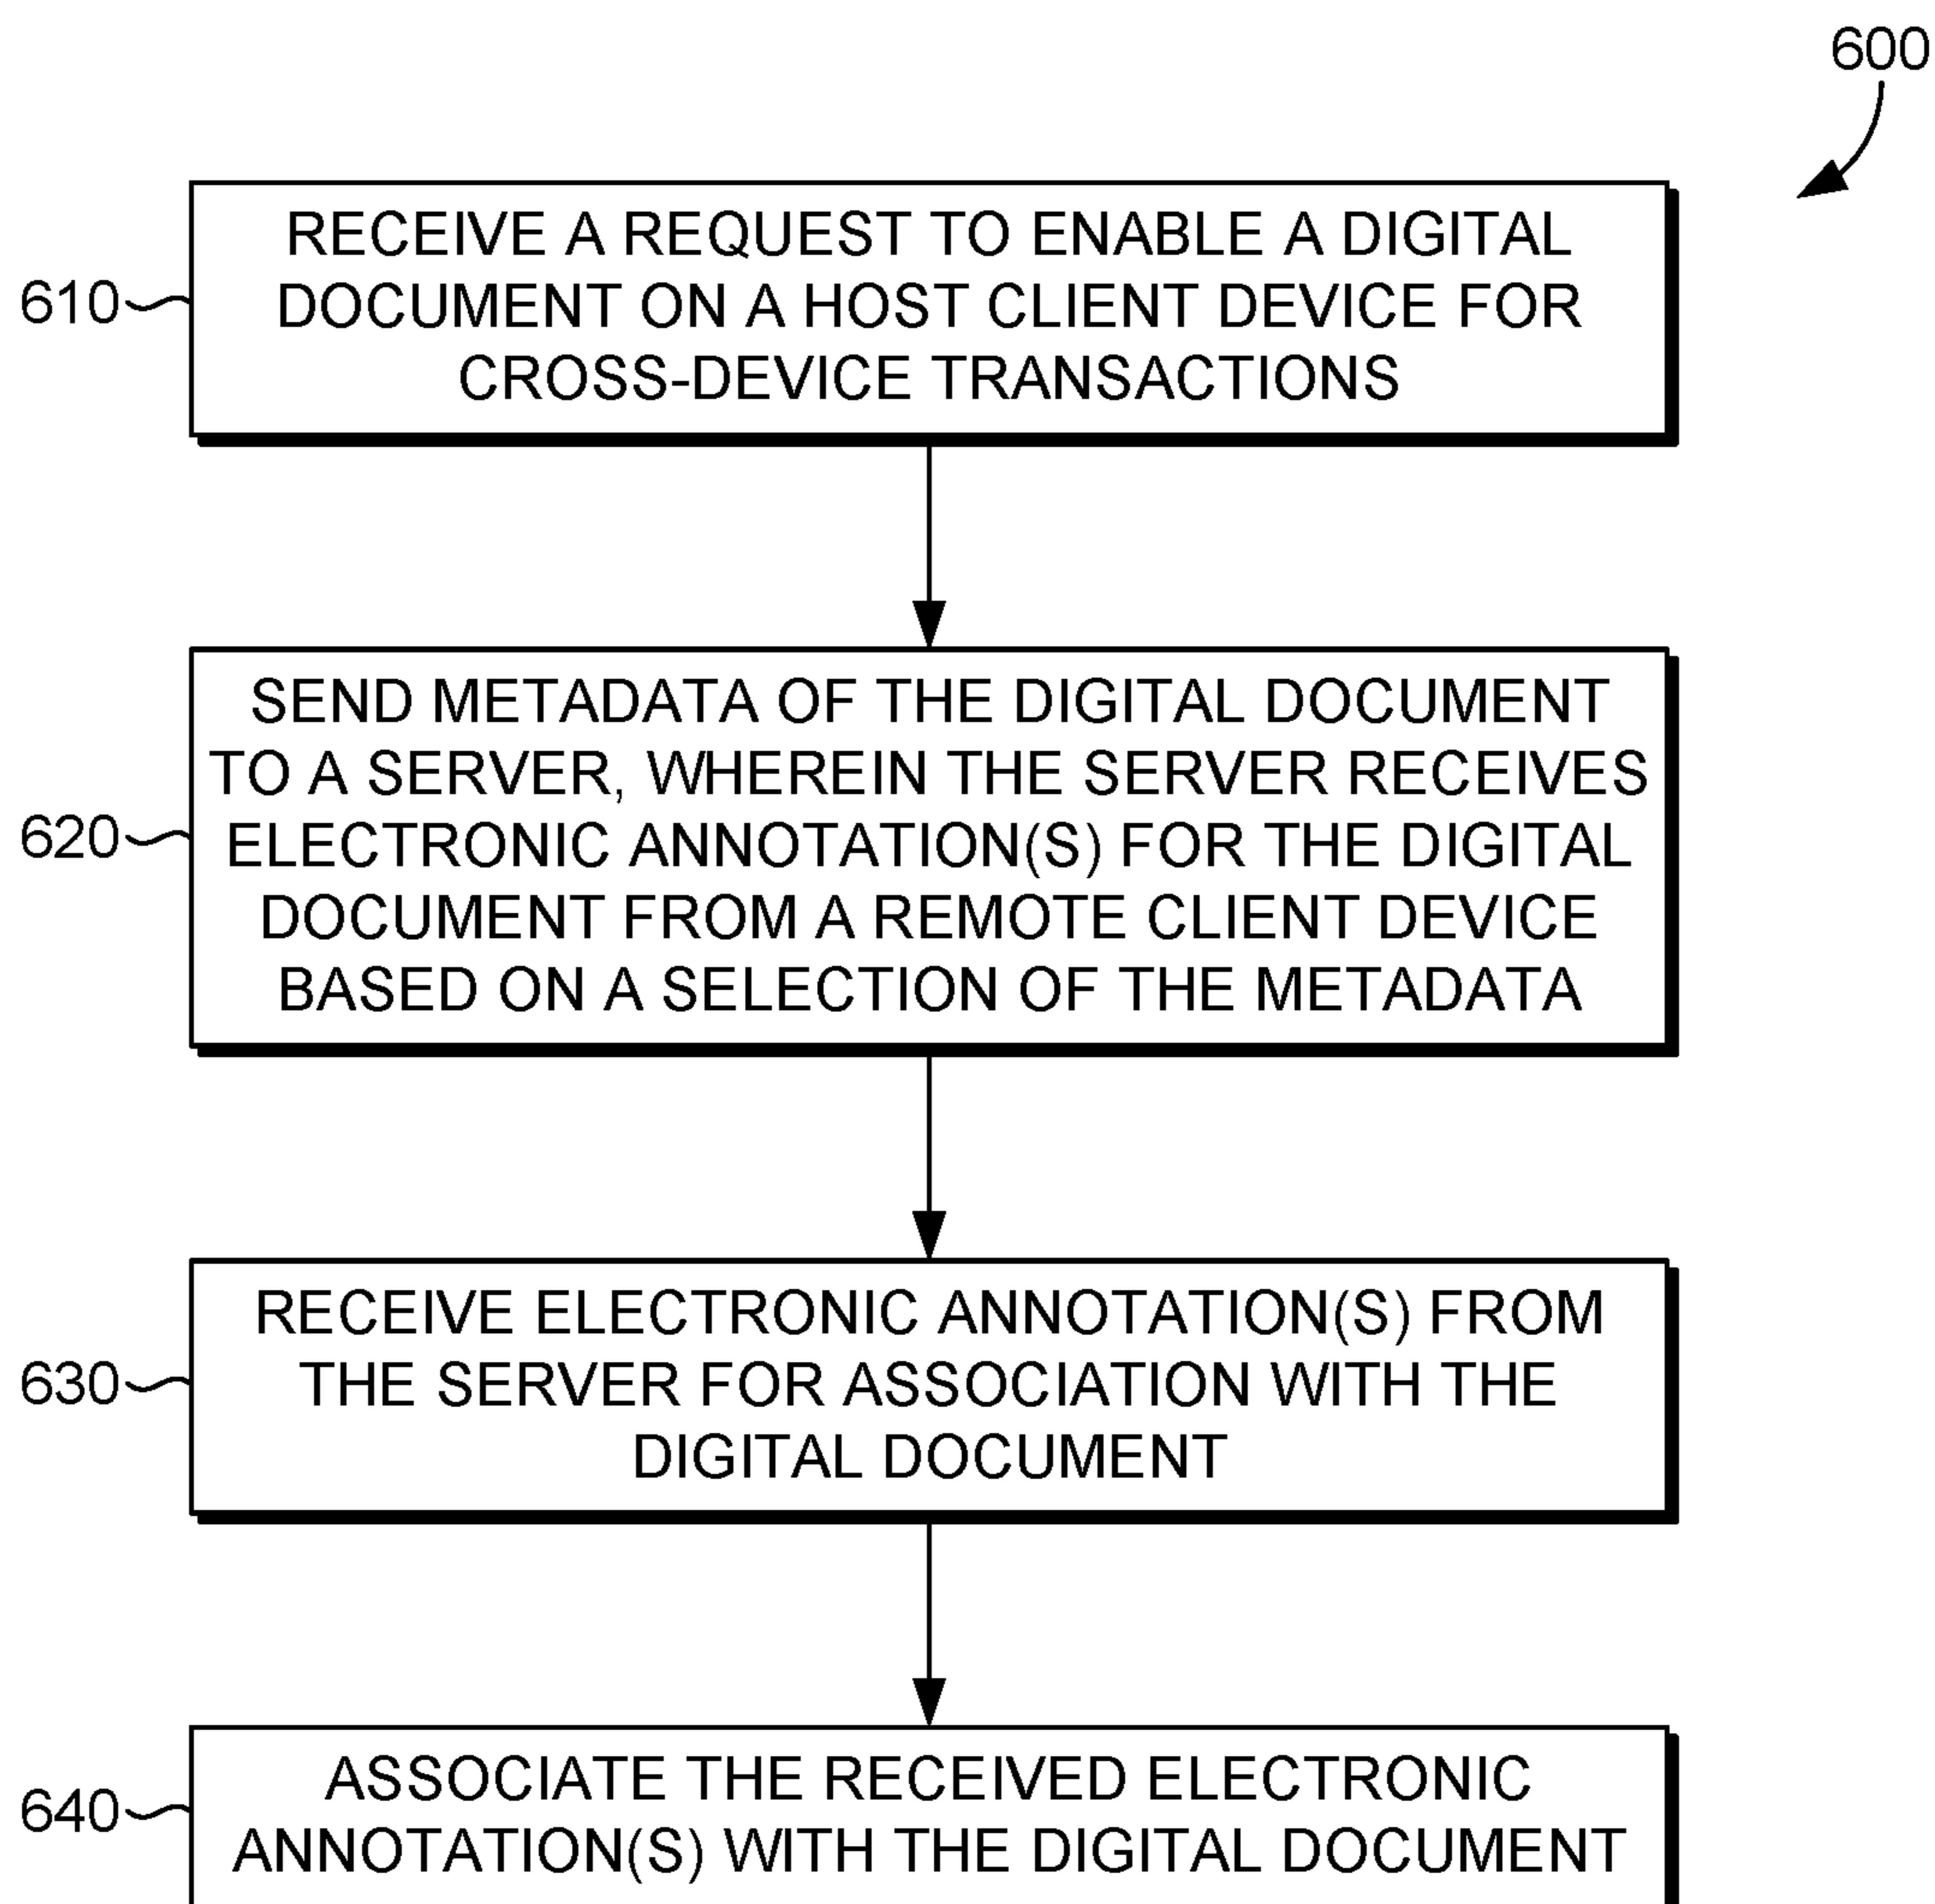 600
610
RECEIVE A REQUEST TO ENABLE A DIGITAL
DOCUMENT ON A HOST CLIENT DEVICE FOR
CROSS-DEVICE TRANSACTIONS
620
SEND METADATA OF THE DIGITAL DOCUMENT
TO A SERVER, WHEREIN THE SERVER RECEIVES
ELECTRONIC ANNOTATION(S) FOR THE DIGITAL
DOCUMENT FROM A REMOTE CLIENT DEVICE
BASED ON A SELECTION OF THE METADATA
630
RECEIVE ELECTRONIC ANNOTATION(S) FROM
THE SERVER FOR ASSOCIATION WITH THE
DIGITAL DOCUMENT
640
ASSOCIATE THE RECEIVED ELECTRONIC
ANNOTATION(S) WITH THE DIGITAL DOCUMENT